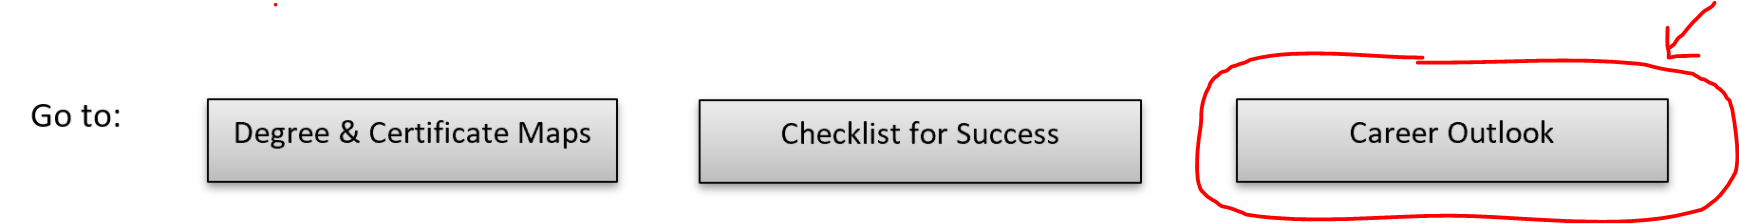 Go to: Degree & Certificate Maps Checklist for Success Career Outlook